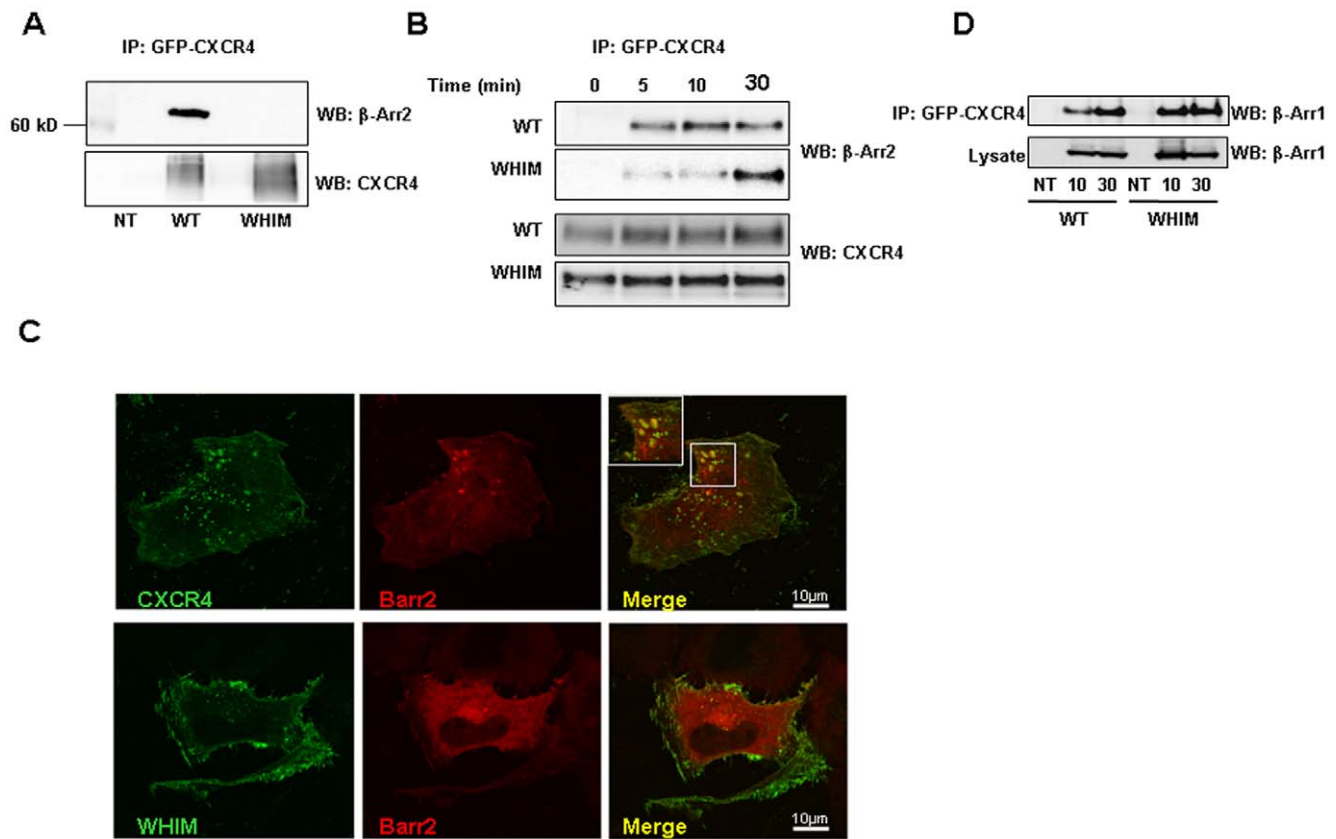 A
IP: GFP-CXCR4
60 kD
WB: β-Arr2
WB: CXCR4
NT WT WHIM
B
IP: GFP-CXCR4
Time (min) 0 5 10 30
WT
WHIM
WB: β-Arr2
WT
WHIM
WB: CXCR4
D
IP: GFP-CXCR4 WB: β-Arr1
Lysate WB: β-Arr1
NT 10 30 NT 10 30
WT WHIM
C
CXCR4 Barr2 Merge 10µm
WHIM Barr2 Merge 10µm